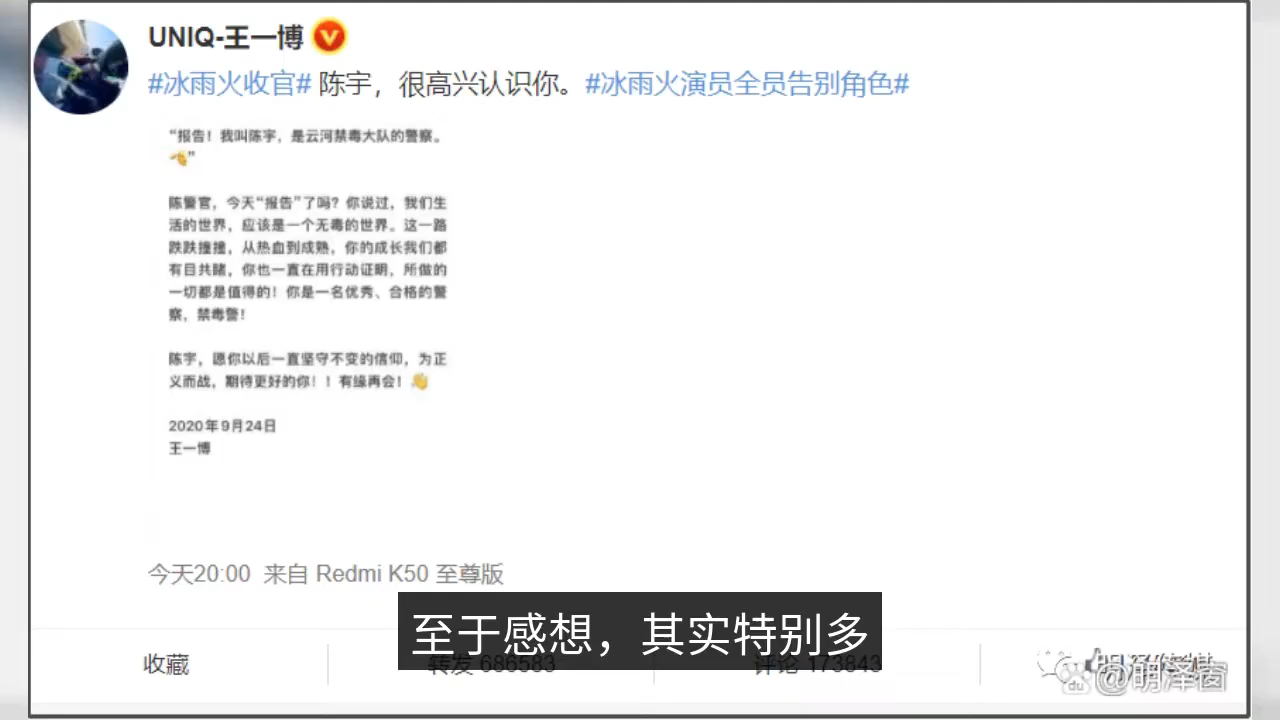 UNIQ-王一博
#冰雨火收官# 陈宇，很高兴认识你。#冰雨火演员全员告别角色#
“报告！我叫陈宇，是云河禁毒大队的警察。
”
陈警官，今天“报告”了吗？你说过，我们生
活的世界，应该是一个无毒的世界。这一路
跌跌撞撞，从热血到成熟，你的成长我们都
有目共睹，你也一直在用行动证明，所做的
一切都是值得的！你是一名优秀、合格的警
察，禁毒警！
陈宇，愿你以后一直坚守不变的信仰，为正
义而战，期待更好的你！！有缘再会！
2020年9月24日
王一博
今天20:00 来自 Redmi K50 至尊版
至于感想，其实特别多
收藏
转发 686583
评论 173843
du @明泽窗